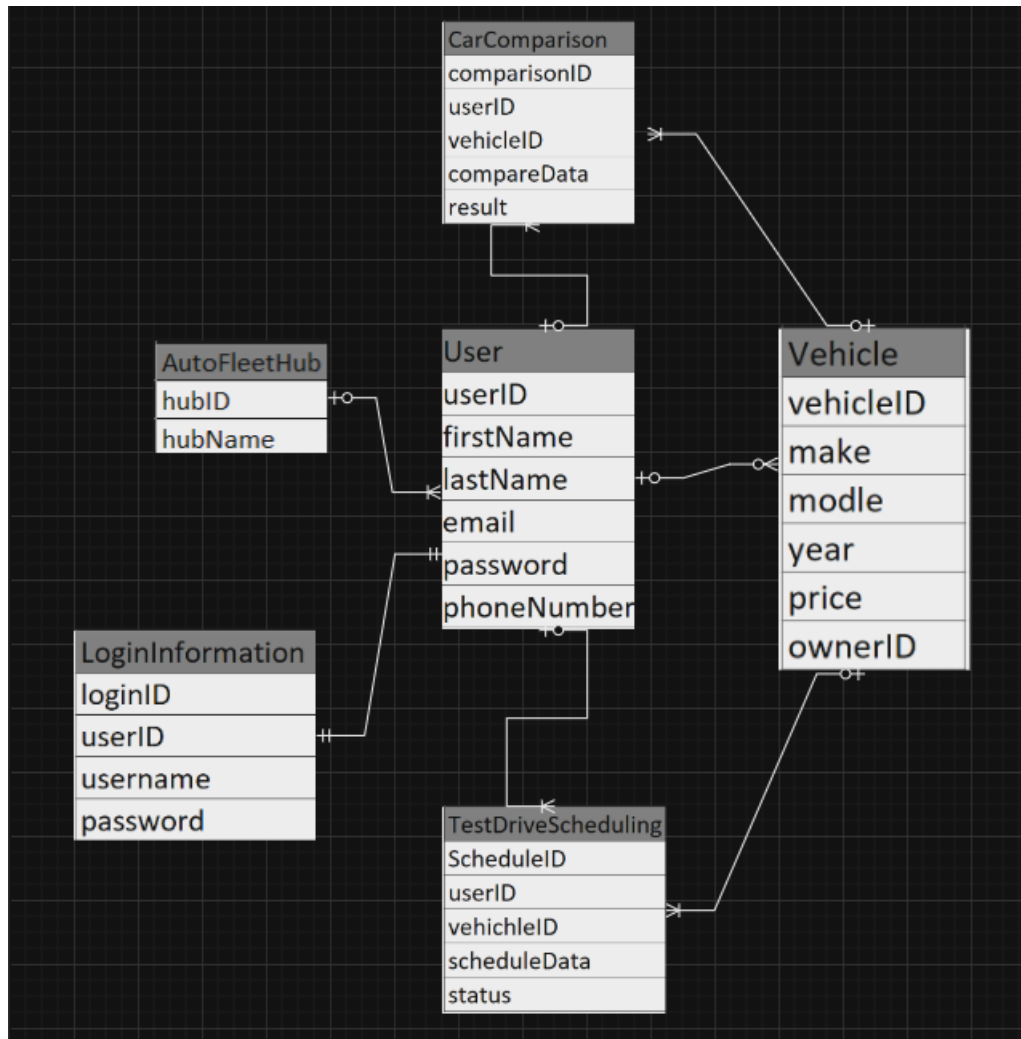 CarComparison
comparisonID
userID
vehicleID
compareData
result
AutoFleetHub
hubID
hubName
User
userID
firstName
lastName
email
password
phoneNumber
Vehicle
vehicleID
make
modle
year
price
ownerID
LoginInformation
loginID
userID
username
password
TestDriveScheduling
ScheduleID
userID
vehichleID
scheduleData
status